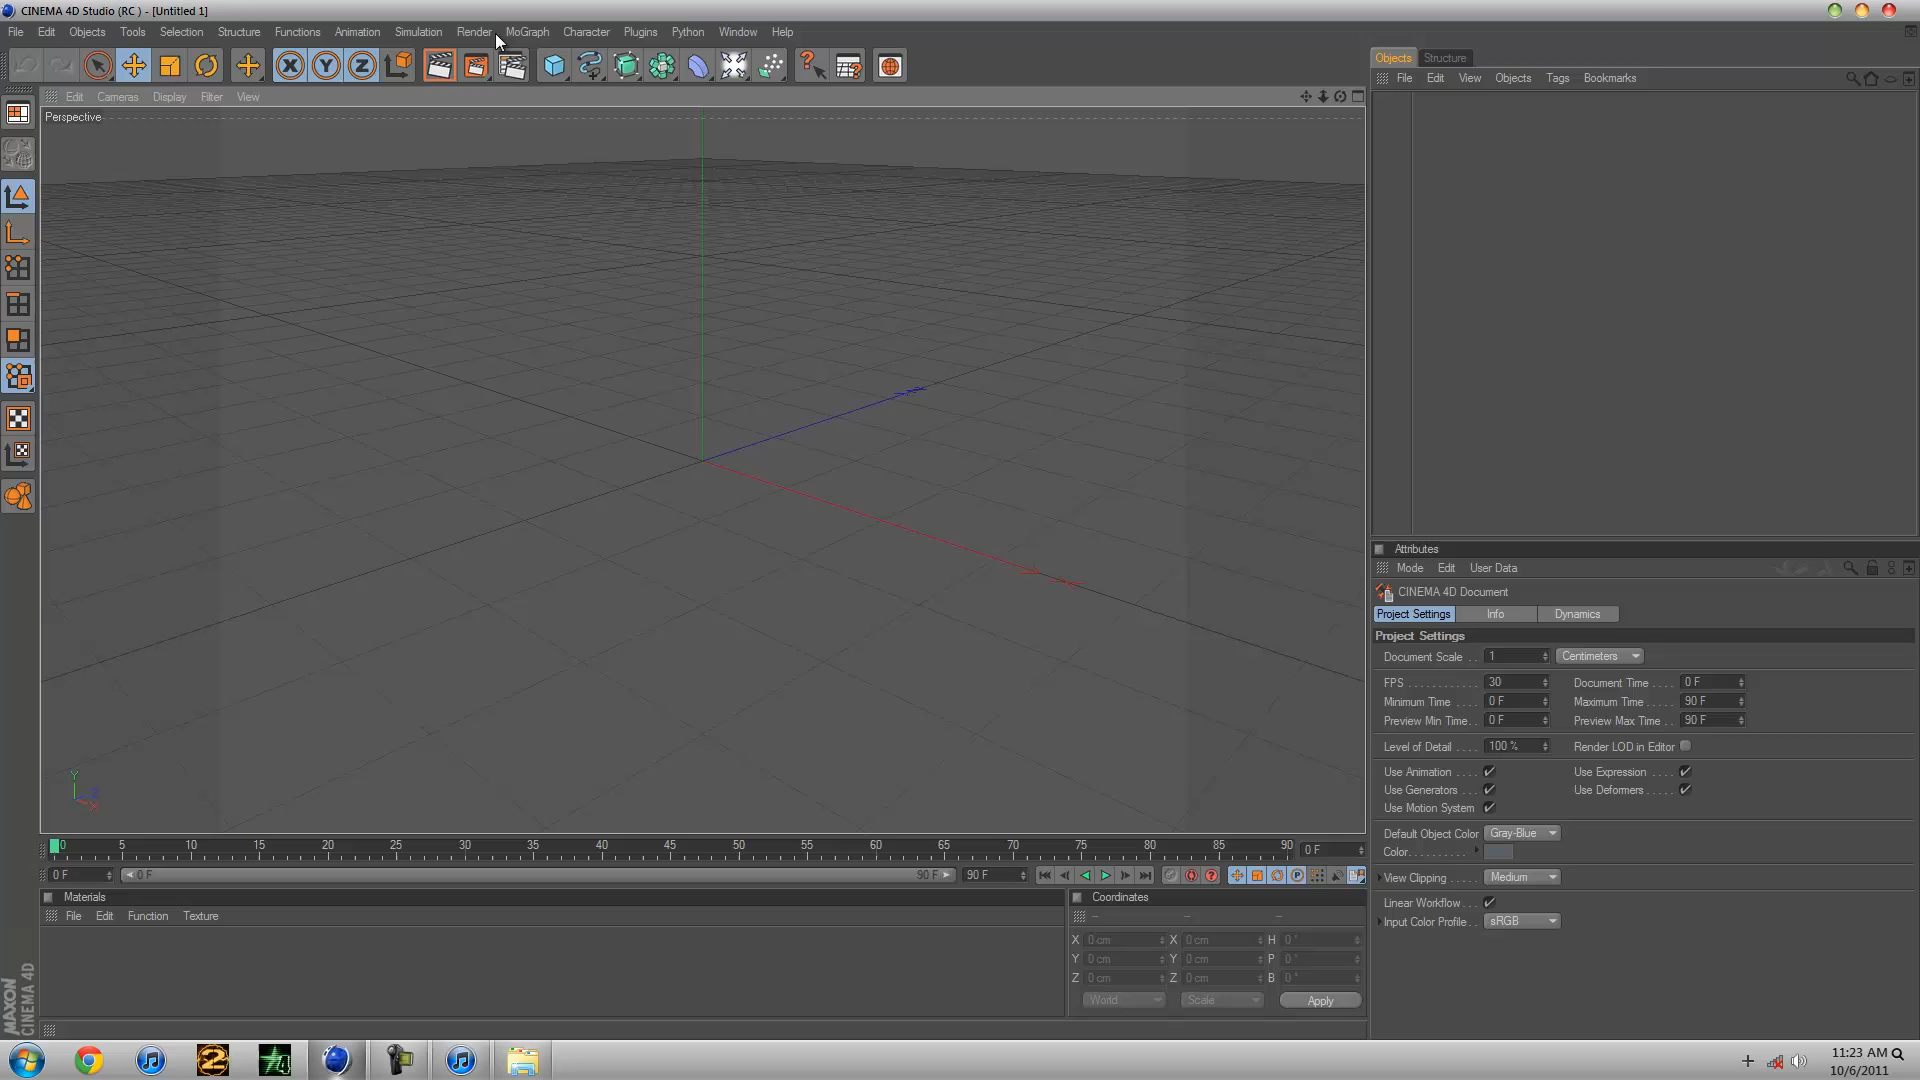 CINEMA 4D Studio (RC ) - [Untitled 1]
File Edit Objects Tools Selection Structure Functions Animation Simulation Render MoGraph Character Plugins Python Window Help
Objects Structure
File Edit View Objects Tags Bookmarks
Edit Cameras Display Filter View
Perspective
Attributes
Mode Edit User Data
CINEMA 4D Document
Project Settings Info Dynamics
Project Settings
Document Scale . . 1 Centimeters
FPS . . . . . . . . . . . . 30 Document Time . . . . 0 F
Minimum Time . . . . 0 F Maximum Time . . . . . 90 F
Preview Min Time. . 0 F Preview Max Time . . 90 F
Level of Detail . . . . 100 % Render LOD in Editor
Use Animation . . . . Use Expression . . . .
Use Generators . . . Use Deformers . . . . .
Use Motion System
Default Object Color Gray-Blue
Color. . . . . . . . . .
View Clipping . . . . . Medium
Linear Workflow . . .
Input Color Profile . . sRGB
Y
Z
X
0 5 10 15 20 25 30 35 40 45 50 55 60 65 70 75 80 85 90 0 F
0 F 0 F 90 F 90 F
Materials
File Edit Function Texture
Coordinates
-- -- --
X 0 cm X 0 cm H 0 °
Y 0 cm Y 0 cm P 0 °
Z 0 cm Z 0 cm B 0 °
World Scale Apply
MAXON
CINEMA 4D
11:23 AM
10/6/2011